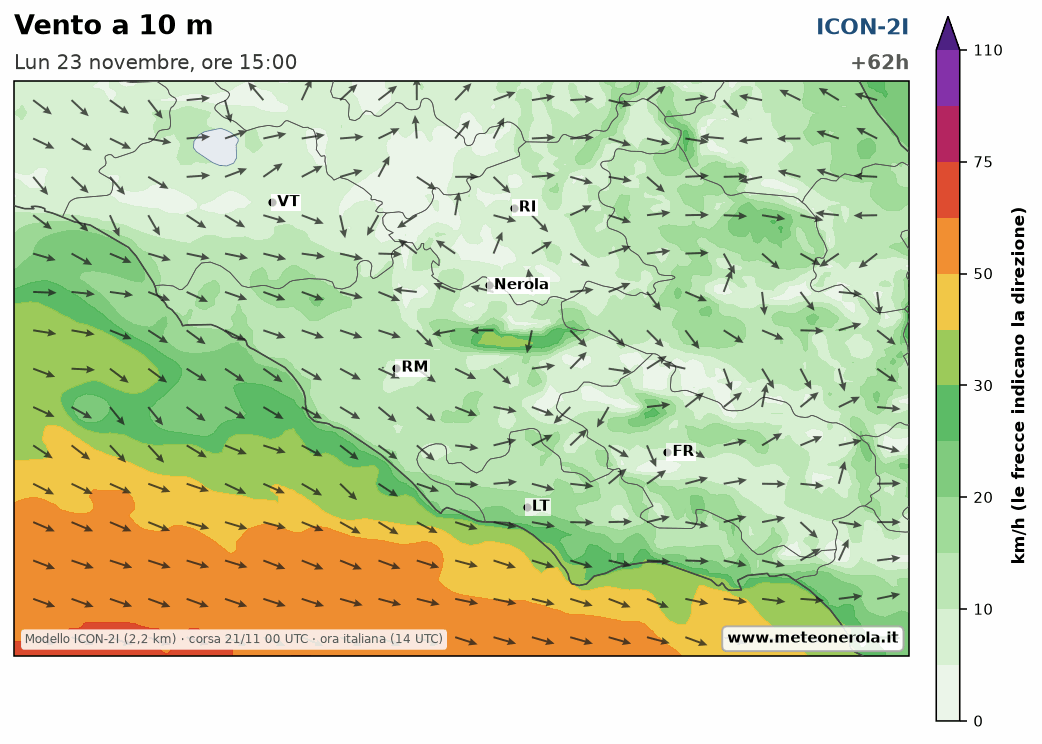 Vento a 10 m
ICON-2I
Lun 23 novembre, ore 15:00
+62h
VT
RI
Nerola
RM
FR
LT
Modello ICON-2I (2,2 km) · corsa 21/11 00 UTC · ora italiana (14 UTC)
www.meteonerola.it
110
75
50
30
20
10
0
km/h (le frecce indicano la direzione)